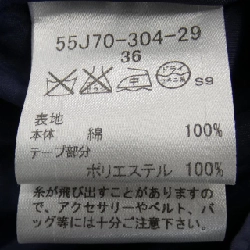 55J70-304-29
36
ドライ
S9
表地
本体 綿 100%
テープ部分
ポリエステル 100%
糸が飛び出すことがありますの
で、アクセサリーやベルト、バ
ッグ等には十分ご注意下さい。